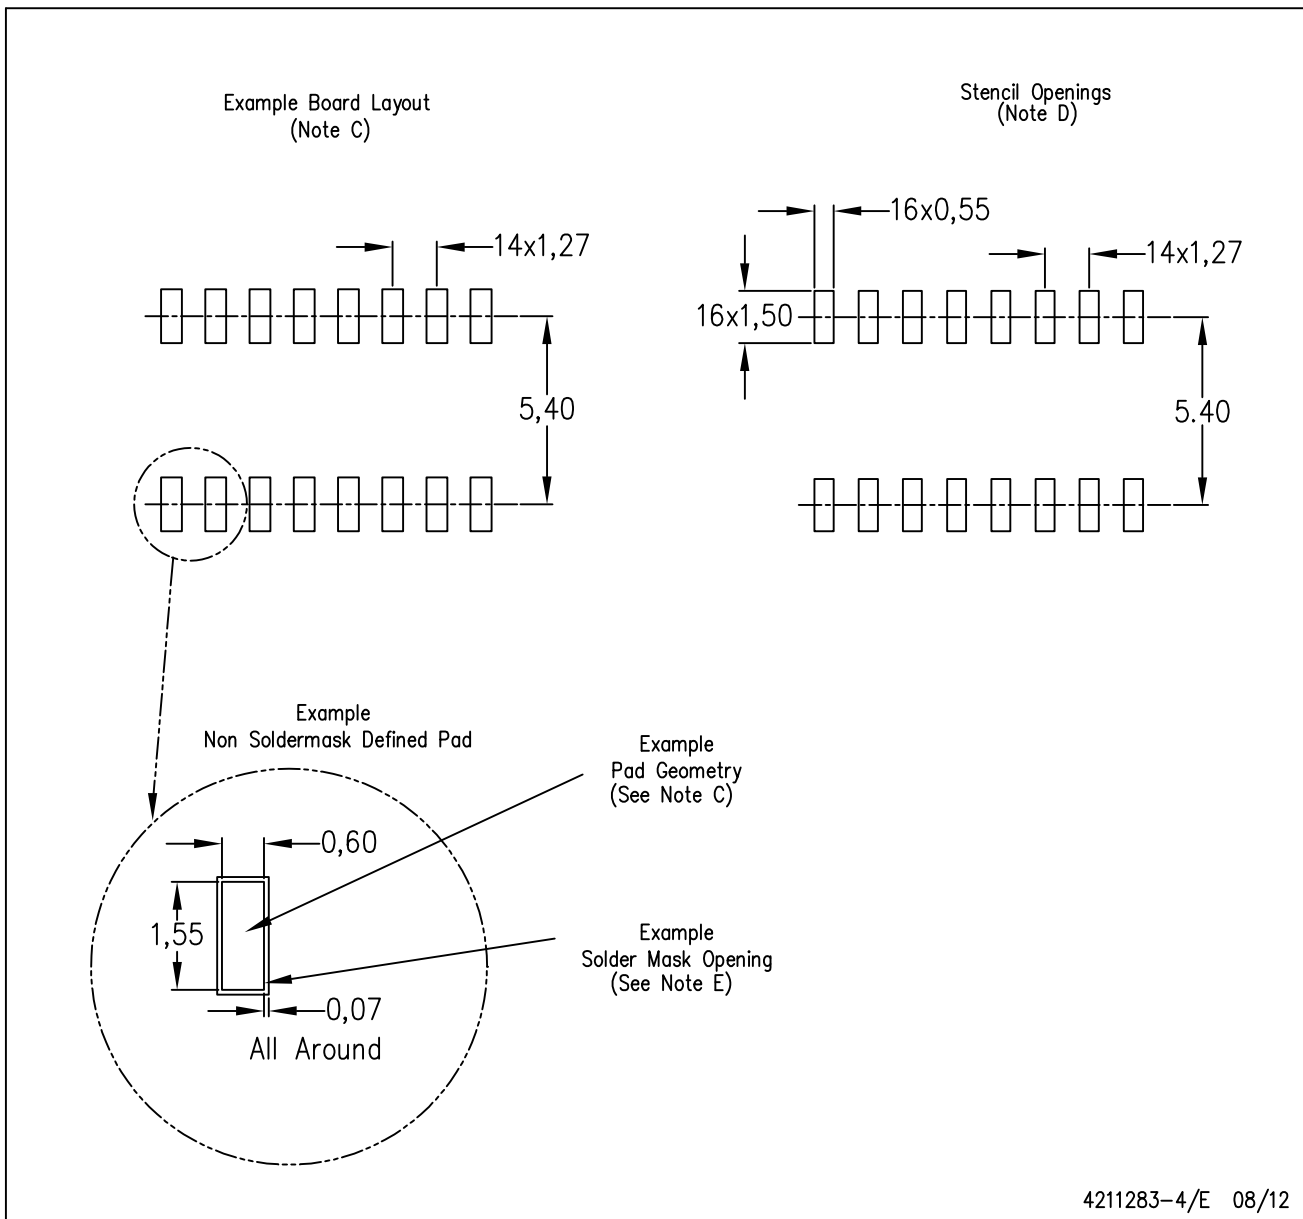 Example Board Layout
(Note C)
Stencil Openings
(Note D)
14x1,27
5,40
16x0,55
14x1,27
16x1,50
5.40
Example
Non Soldermask Defined Pad
Example
Pad Geometry
(See Note C)
0,60
1,55
Example
Solder Mask Opening
(See Note E)
0,07
All Around
4211283-4/E 08/12